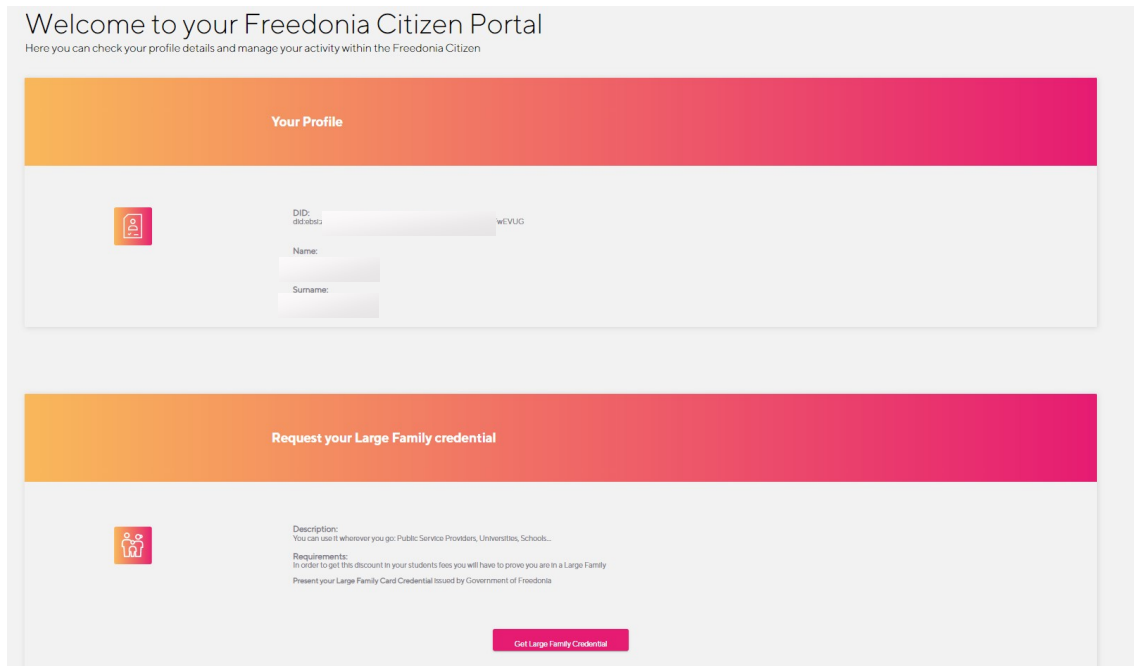 Welcome to your Freedonia Citizen Portal
Here you can check your profile details and manage your activity within the Freedonia Citizen
Your Profile
DID:
did:ebsi: wEVUG
Name:
Surname:
Request your Large Family credential
Description:
You can use it wherever you go: Public Service Providers, Universities, Schools...
Requirements:
In order to get this discount in your students fees you will have to prove you are in a Large Family
Present your Large Family Card Credential issued by Government of Freedonia
Get Large Family Credential